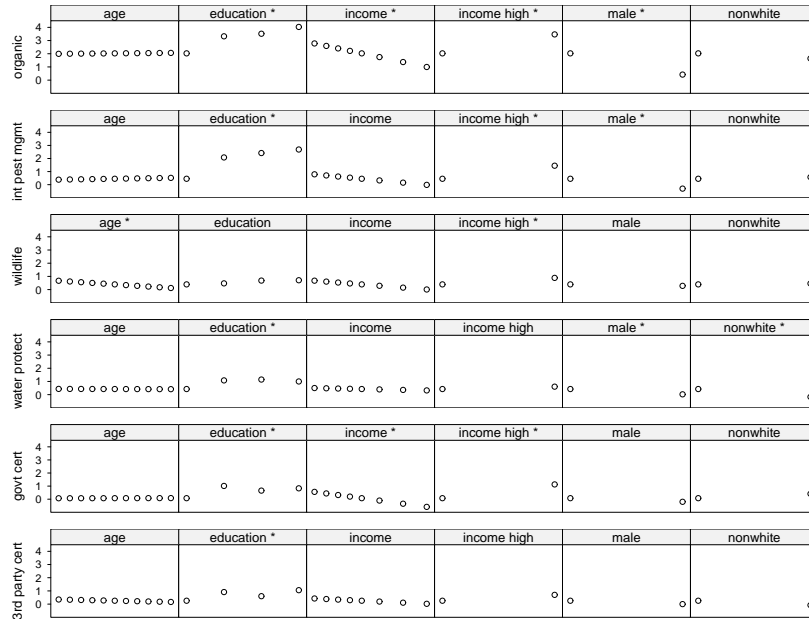 age education * income * income high * male * nonwhite
organic
4
3
2
1
0
age education * income income high * male * nonwhite
int pest mgmt
4
3
2
1
0
age * education income income high * male nonwhite
wildlife
4
3
2
1
0
age education * income income high male * nonwhite *
water protect
4
3
2
1
0
age education * income * income high * male nonwhite
govt cert
4
3
2
1
0
age education * income income high male nonwhite
3rd party cert
4
3
2
1
0